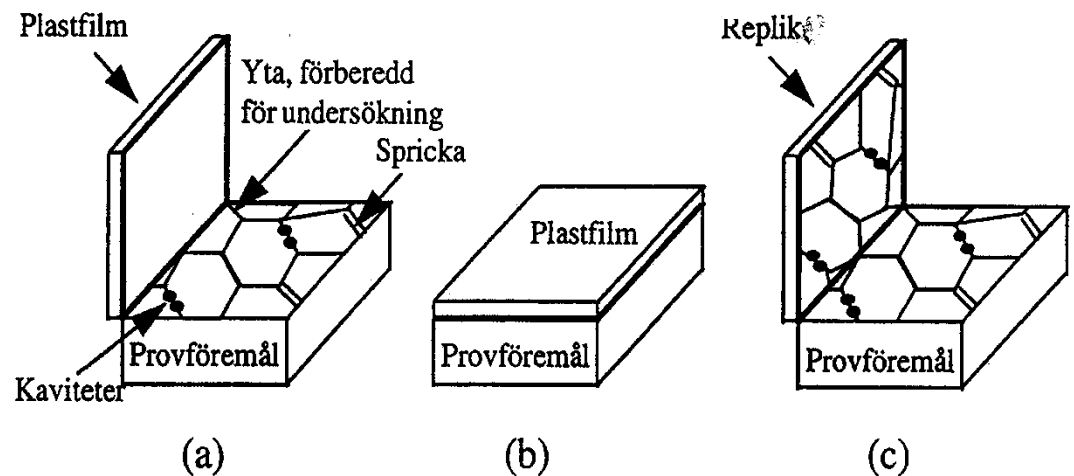 Plastfilm
Yta, förberedd
för undersökning
Spricka
Provföremål
Kaviteter
(a)
Plastfilm
Provföremål
(b)
Provföremål
(c)